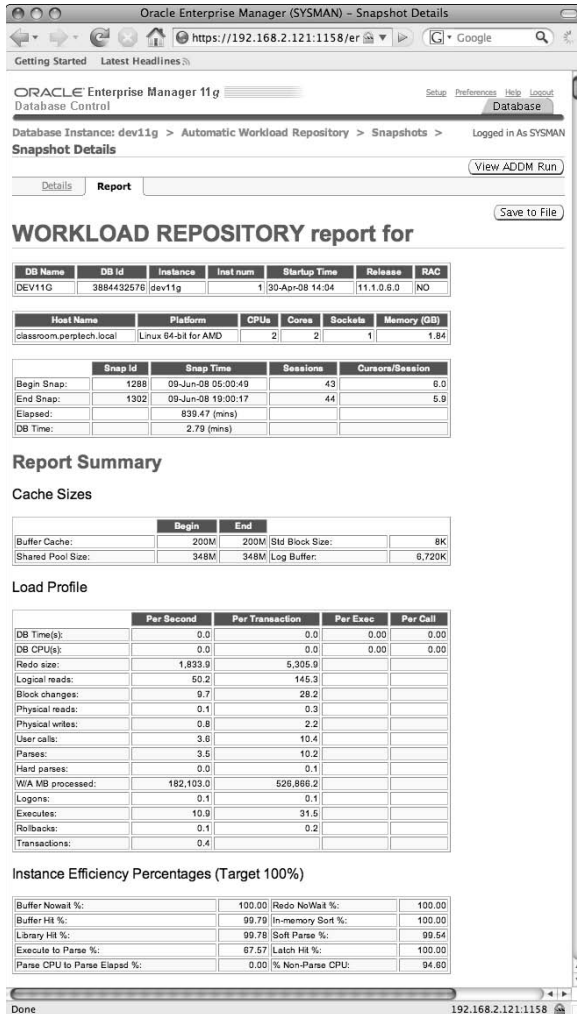 Oracle Enterprise Manager (SYSMAN) – Snapshot Details
https://192.168.2.121:1158/er
Google
Getting Started Latest Headlines
ORACLE Enterprise Manager 11g
Database Control
Setup Preferences Help Logout
Database
Database Instance: dev11g > Automatic Workload Repository > Snapshots > Logged in As SYSMAN
Snapshot Details
View ADDM Run
Details Report
Save to File
WORKLOAD REPOSITORY report for
DB Name DB Id Instance Inst num Startup Time Release RAC
DEV11G 3884432576 dev11g 1 30-Apr-08 14:04 11.1.0.6.0 NO
Host Name Platform CPUs Cores Sockets Memory (GB)
classroom.perptech.local Linux 64-bit for AMD 2 2 1 1.84
Snap Id Snap Time Sessions Cursors/Session
Begin Snap: 1288 09-Jun-08 05:00:49 43 6.0
End Snap: 1302 09-Jun-08 19:00:17 44 5.9
Elapsed: 839.47 (mins)
DB Time: 2.79 (mins)
Report Summary
Cache Sizes
Begin End
Buffer Cache: 200M 200M Std Block Size: 8K
Shared Pool Size: 348M 348M Log Buffer: 6,720K
Load Profile
Per Second Per Transaction Per Exec Per Call
DB Time(s): 0.0 0.0 0.00 0.00
DB CPU(s): 0.0 0.0 0.00 0.00
Redo size: 1,833.9 5,305.9
Logical reads: 50.2 145.3
Block changes: 9.7 28.2
Physical reads: 0.1 0.3
Physical writes: 0.8 2.2
User calls: 3.6 10.4
Parses: 3.5 10.2
Hard parses: 0.0 0.1
W/A MB processed: 182,103.0 526,866.2
Logons: 0.1 0.1
Executes: 10.9 31.5
Rollbacks: 0.1 0.2
Transactions: 0.4
Instance Efficiency Percentages (Target 100%)
Buffer Nowait %: 100.00 Redo NoWait %: 100.00
Buffer Hit %: 99.79 In-memory Sort %: 100.00
Library Hit %: 99.78 Soft Parse %: 99.54
Execute to Parse %: 67.57 Latch Hit %: 100.00
Parse CPU to Parse Elapsd %: 0.00 % Non-Parse CPU: 94.60
Done 192.168.2.121:1158